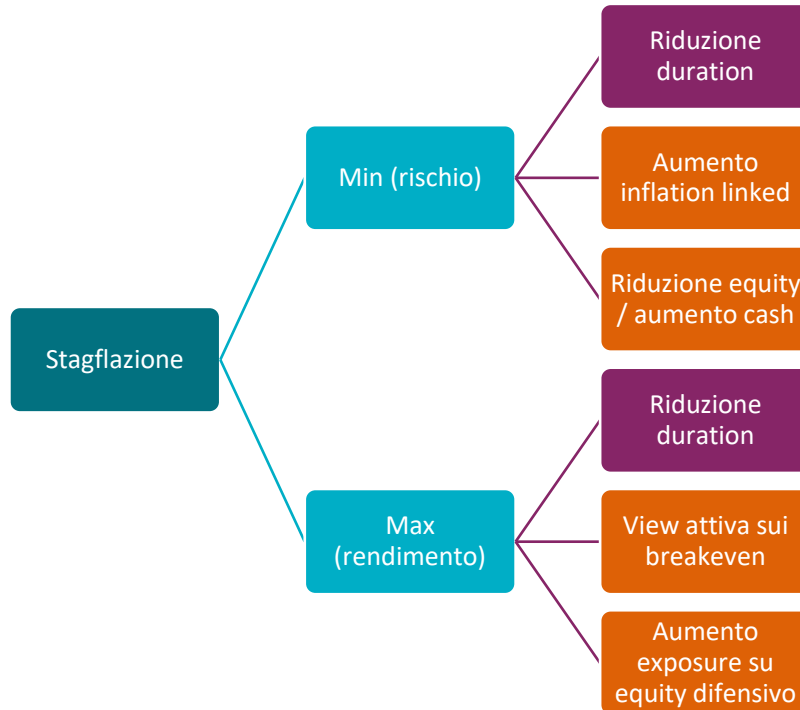 Stagflazione
Min (rischio)
Riduzione
duration
Aumento
inflation linked
Riduzione equity
/ aumento cash
Max
(rendimento)
Riduzione
duration
View attiva sui
breakeven
Aumento
exposure su
equity difensivo